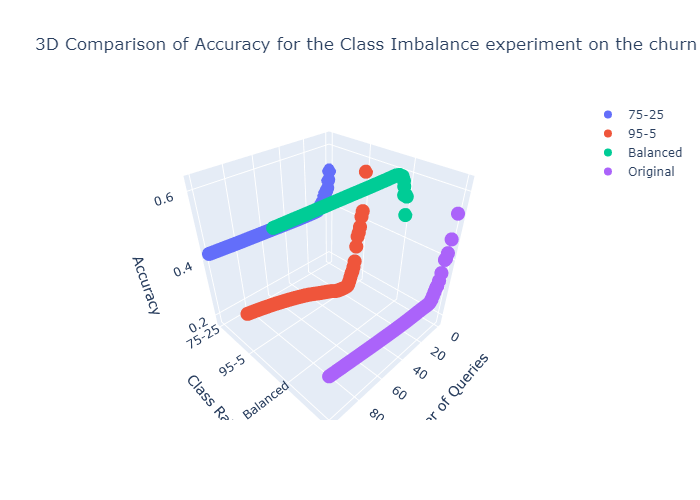 3D Comparison of Accuracy for the Class Imbalance experiment on the churn
75-25
95-5
Balanced
Original
0.6
0.4
0.2
Accuracy
75-25
95-5
Balanced
Class Ra
0
20
40
60
80
er of Queries